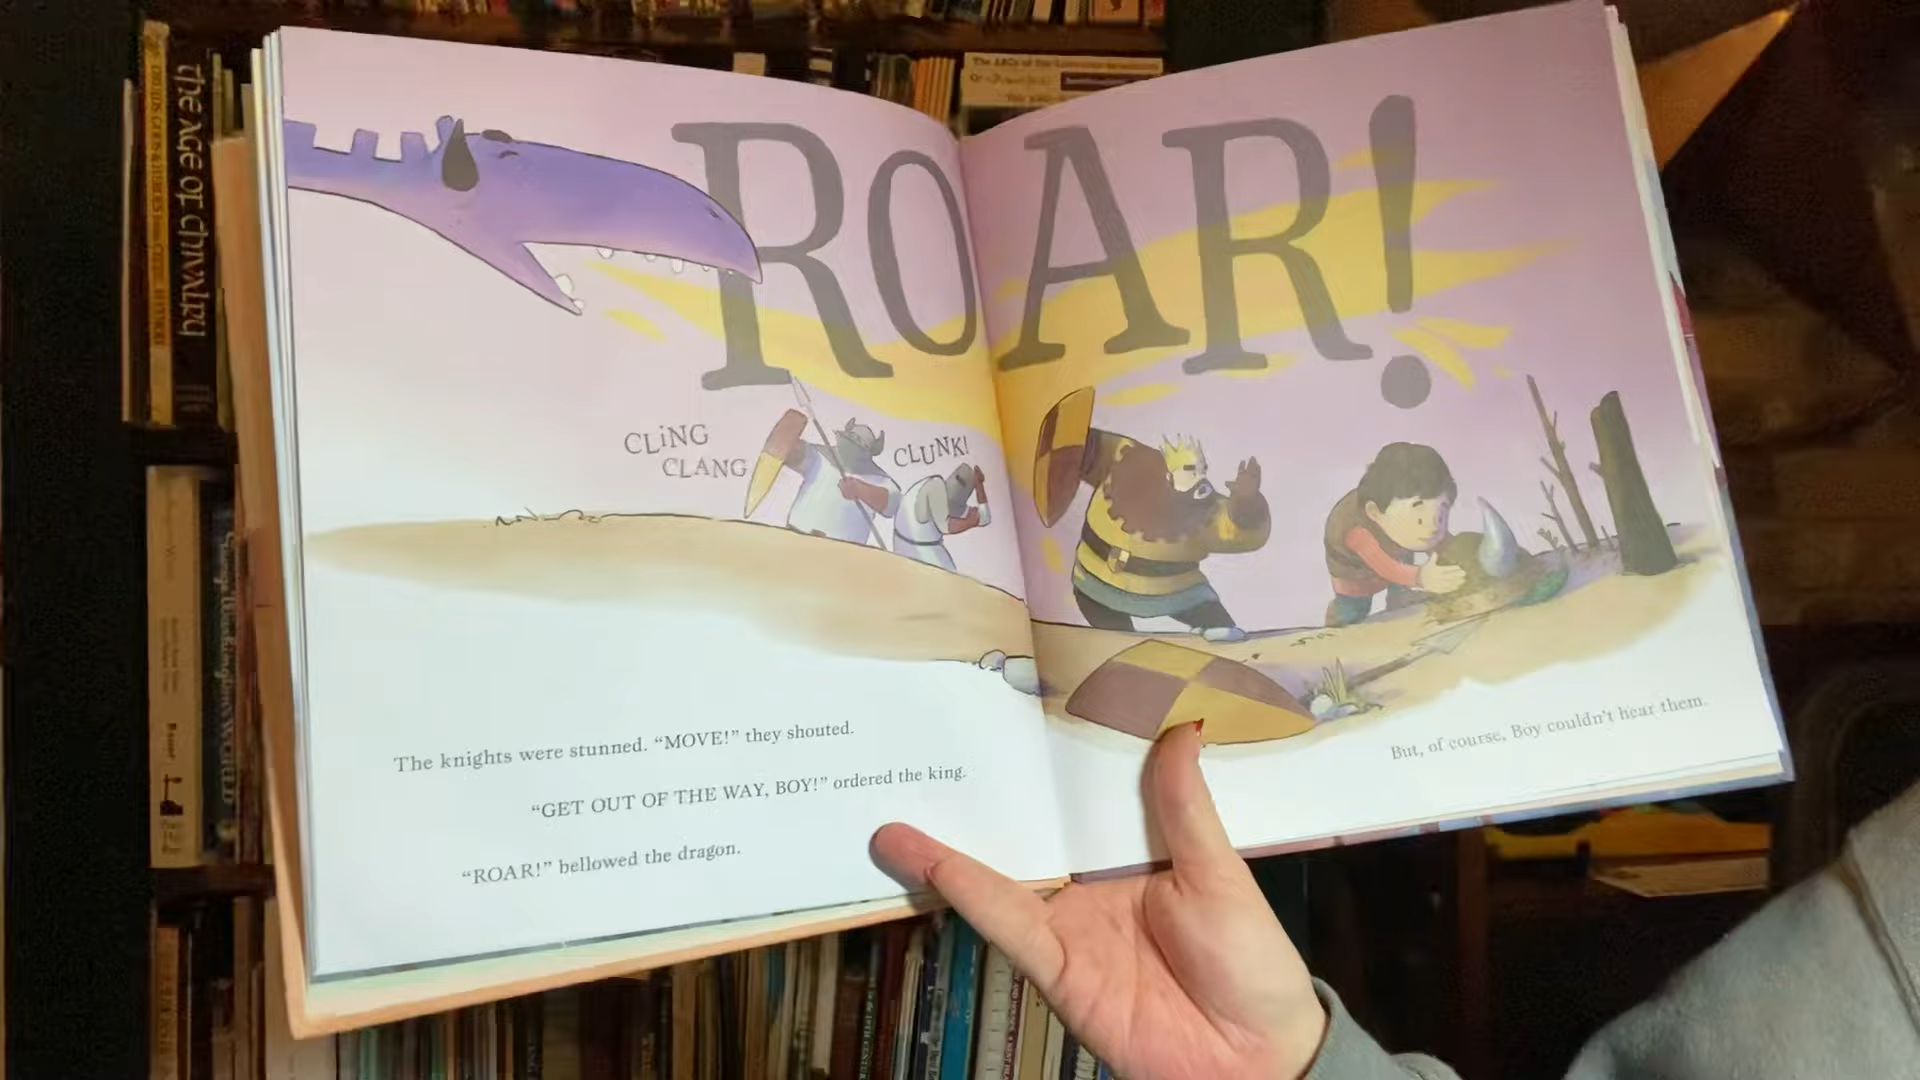 ROAR!
CLiNG
CLANG
CLUNK!
The knights were stunned. “MOVE!” they shouted.
“GET OUT OF THE WAY, BOY!” ordered the king.
“ROAR!” bellowed the dragon.
But, of course, Boy couldn’t hear them.
the AGE OF ChIVALRY